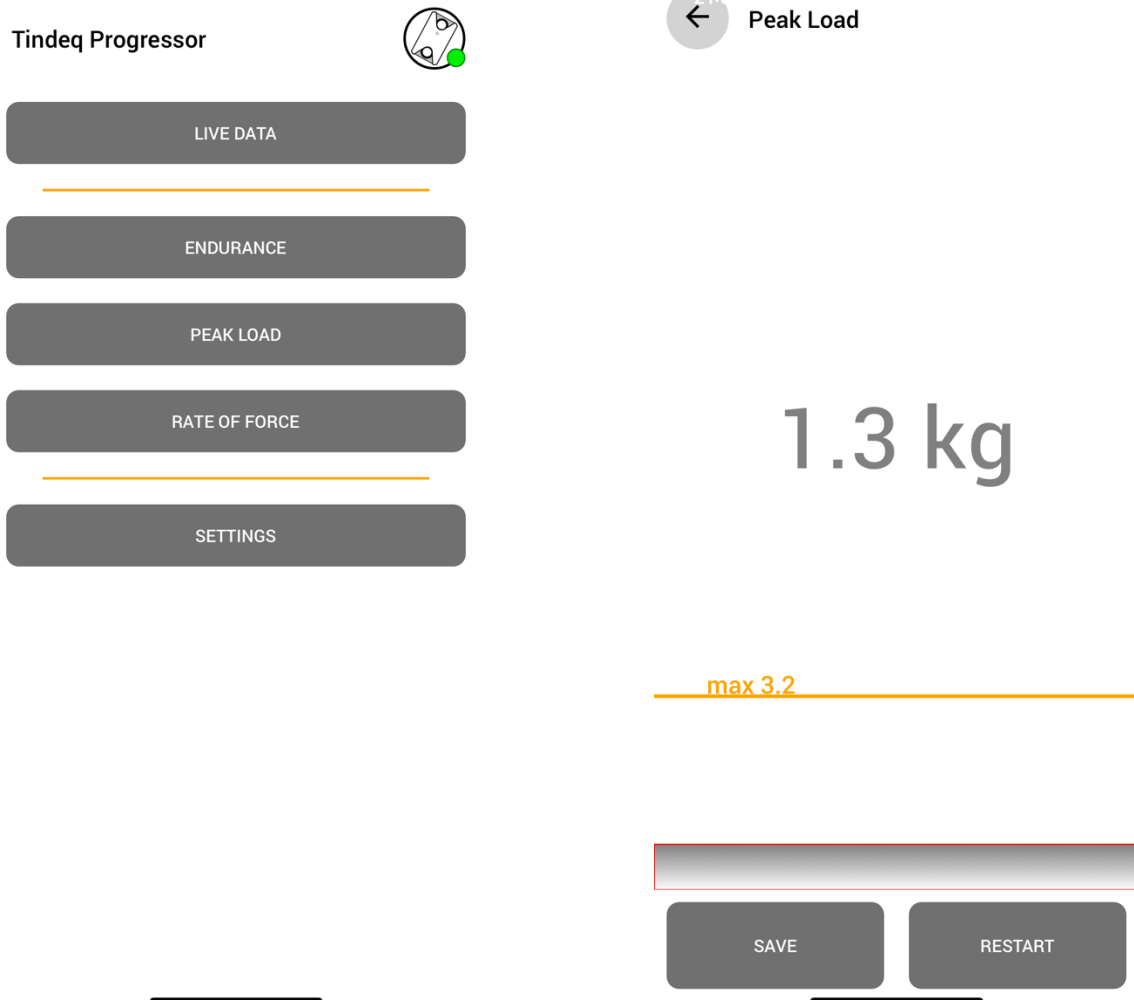 Tindeq Progressor
LIVE DATA
ENDURANCE
PEAK LOAD
RATE OF FORCE
SETTINGS
Peak Load
1.3 kg
max 3.2
SAVE
RESTART